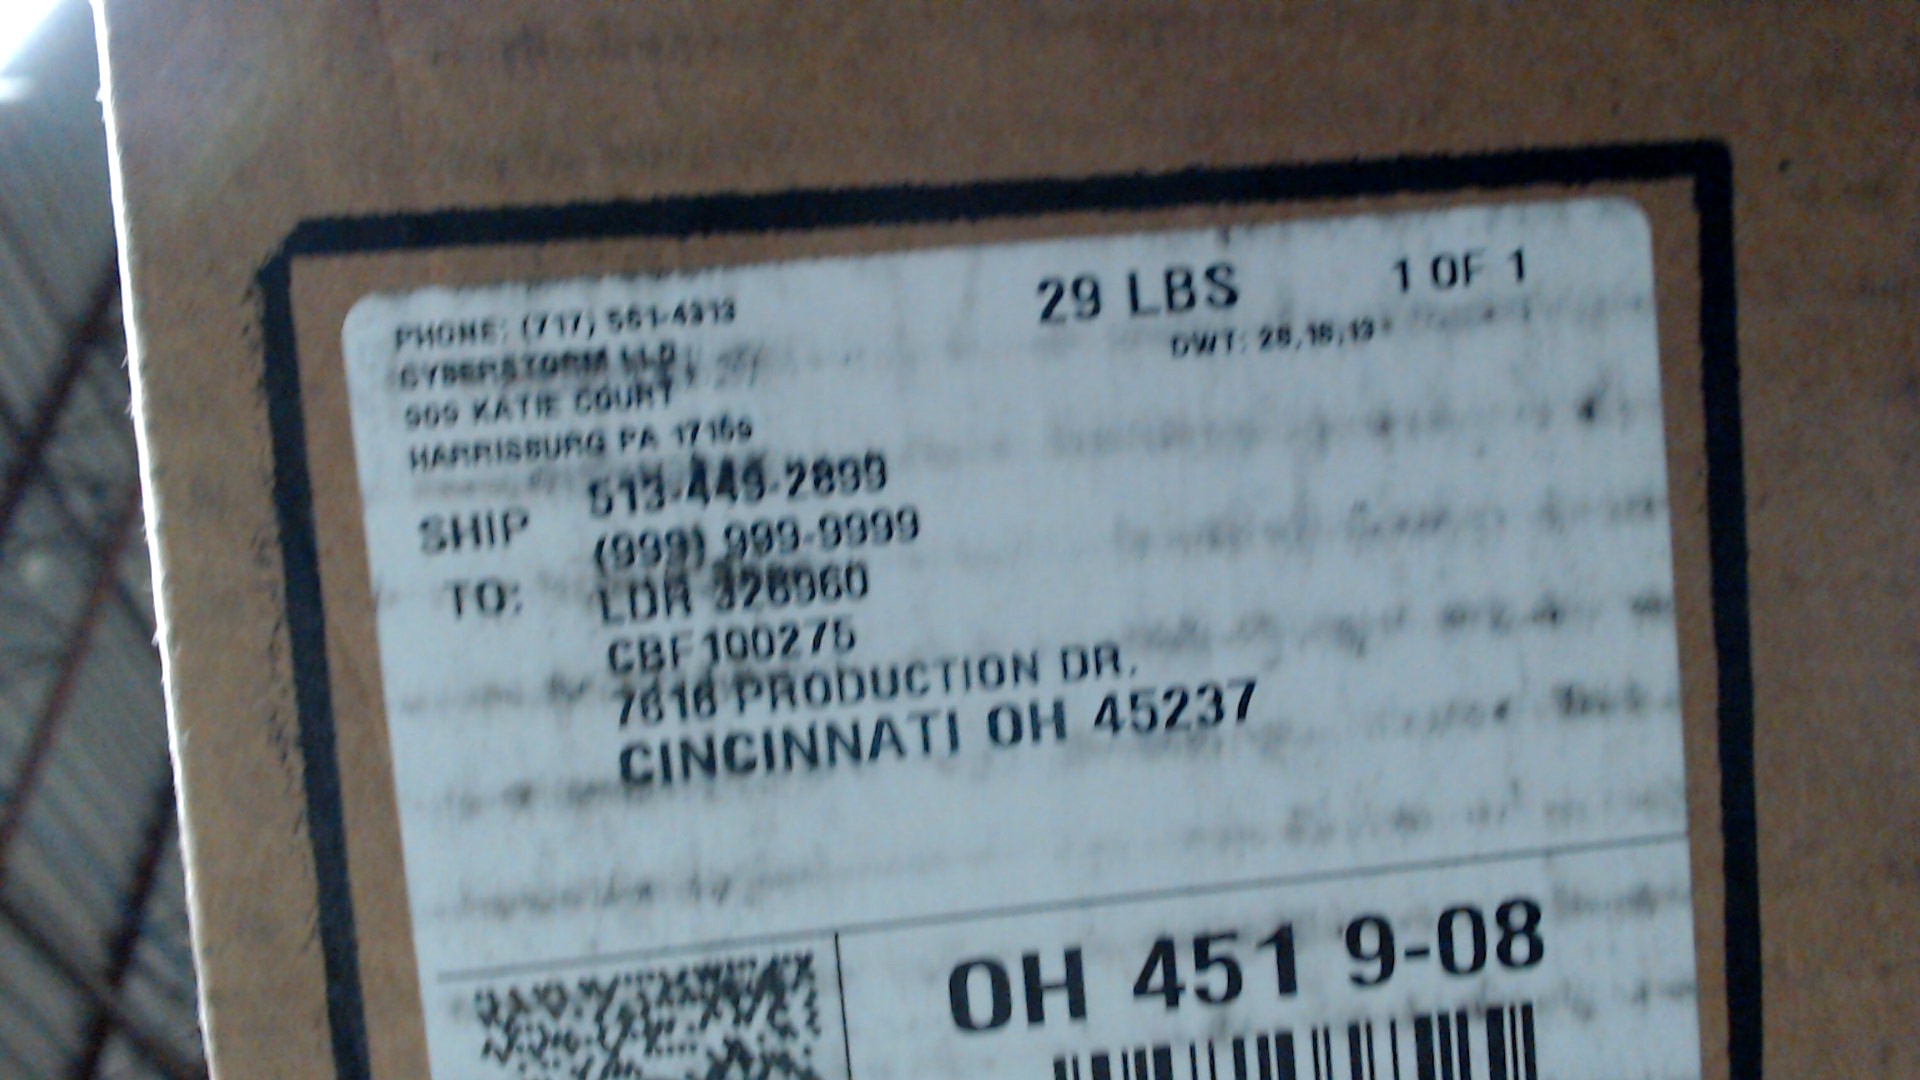 PHONE: (717) 561-4313
CYBERSTORM LLC
909 KATIE COURT
HARRISBURG PA 17109
29 LBS
1 OF 1
DWT: 28,16,13
SHIP
TO:
513-449-2899
(999) 999-9999
LDR 326960
CBF100275
7616 PRODUCTION DR.
CINCINNATI OH 45237
OH 451 9-08